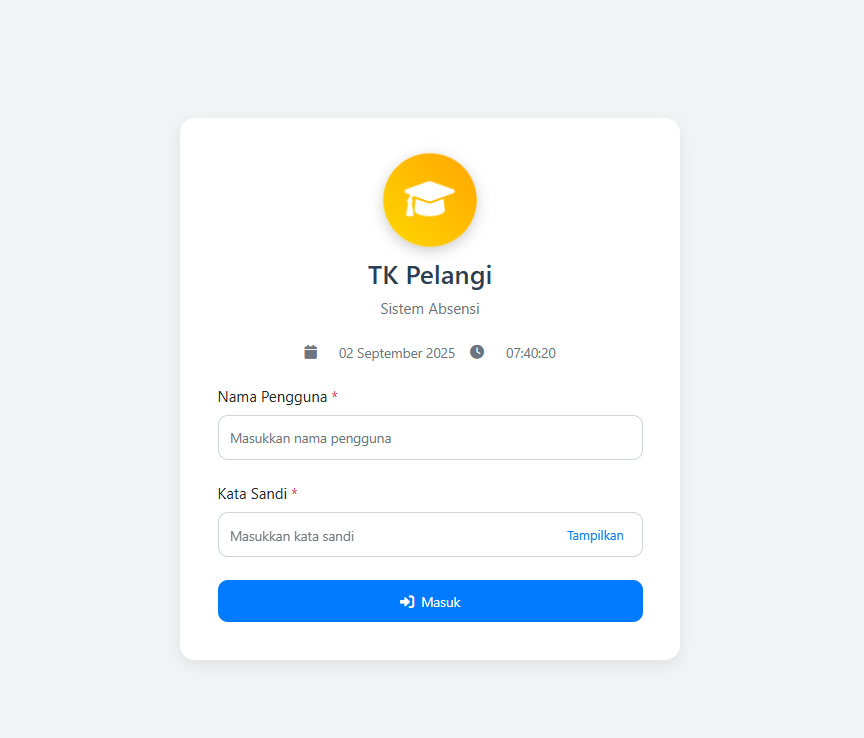 TK Pelangi
Sistem Absensi
02 September 2025 07:40:20
Nama Pengguna *
Masukkan nama pengguna
Kata Sandi *
Masukkan kata sandi Tampilkan
Masuk